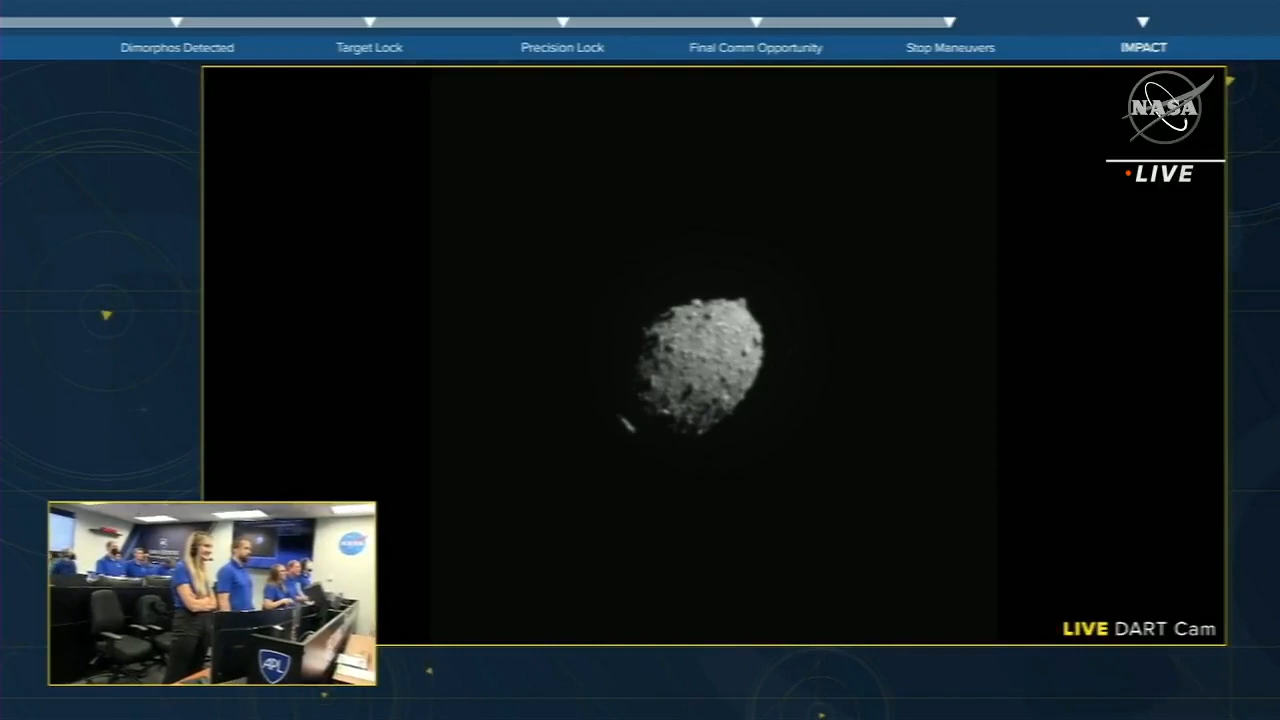 Dimorphos Detected
Target Lock
Precision Lock
Final Comm Opportunity
Stop Maneuvers
IMPACT
NASA
LIVE
APL
LIVE DART Cam